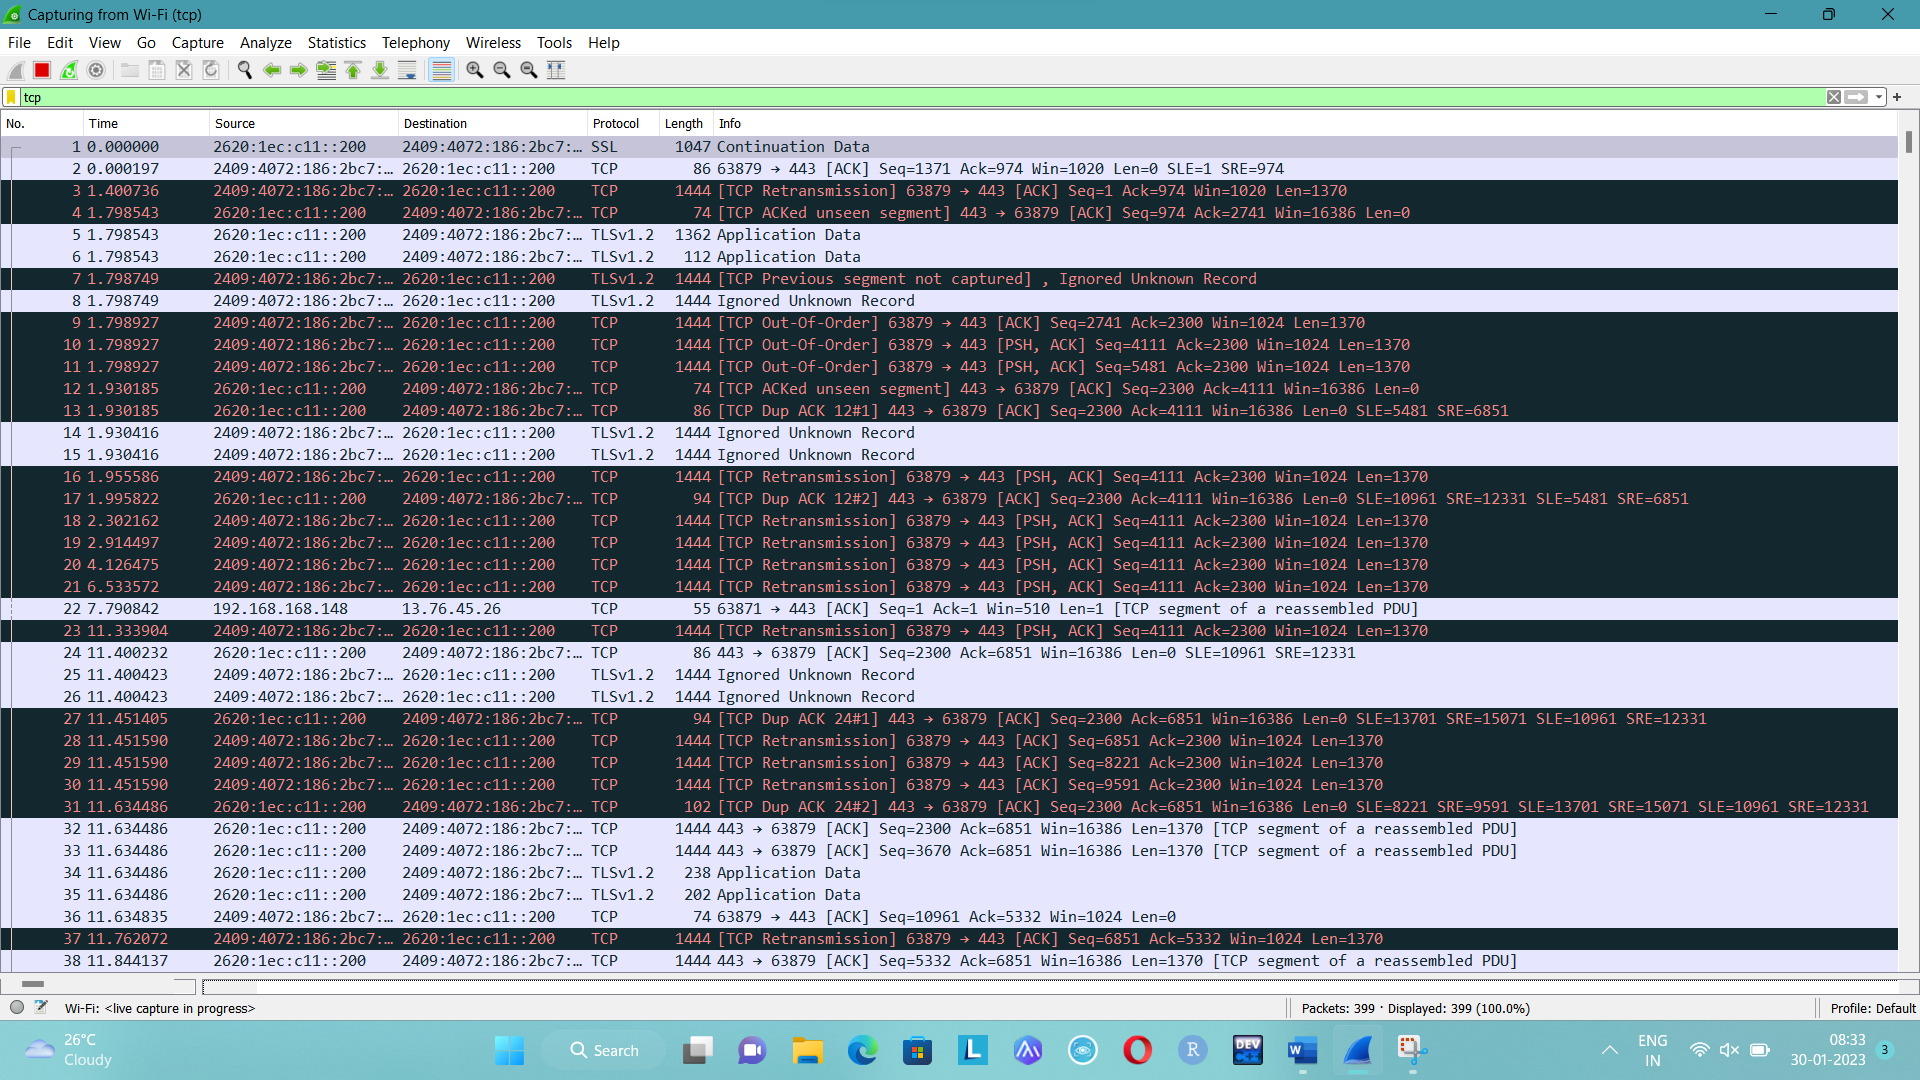 Capturing from Wi-Fi (tcp)
File Edit View Go Capture Analyze Statistics Telephony Wireless Tools Help
tcp
No. Time Source Destination Protocol Length Info
1 0.000000 2620:1ec:c11::200 2409:4072:186:2bc7:… SSL 1047 Continuation Data
2 0.000197 2409:4072:186:2bc7:… 2620:1ec:c11::200 TCP 86 63879 → 443 [ACK] Seq=1371 Ack=974 Win=1020 Len=0 SLE=1 SRE=974
3 1.400736 2409:4072:186:2bc7:… 2620:1ec:c11::200 TCP 1444 [TCP Retransmission] 63879 → 443 [ACK] Seq=1 Ack=974 Win=1020 Len=1370
4 1.798543 2620:1ec:c11::200 2409:4072:186:2bc7:… TCP 74 [TCP ACKed unseen segment] 443 → 63879 [ACK] Seq=974 Ack=2741 Win=16386 Len=0
5 1.798543 2620:1ec:c11::200 2409:4072:186:2bc7:… TLSv1.2 1362 Application Data
6 1.798543 2620:1ec:c11::200 2409:4072:186:2bc7:… TLSv1.2 112 Application Data
7 1.798749 2409:4072:186:2bc7:… 2620:1ec:c11::200 TLSv1.2 1444 [TCP Previous segment not captured] , Ignored Unknown Record
8 1.798749 2409:4072:186:2bc7:… 2620:1ec:c11::200 TLSv1.2 1444 Ignored Unknown Record
9 1.798927 2409:4072:186:2bc7:… 2620:1ec:c11::200 TCP 1444 [TCP Out-Of-Order] 63879 → 443 [ACK] Seq=2741 Ack=2300 Win=1024 Len=1370
10 1.798927 2409:4072:186:2bc7:… 2620:1ec:c11::200 TCP 1444 [TCP Out-Of-Order] 63879 → 443 [PSH, ACK] Seq=4111 Ack=2300 Win=1024 Len=1370
11 1.798927 2409:4072:186:2bc7:… 2620:1ec:c11::200 TCP 1444 [TCP Out-Of-Order] 63879 → 443 [PSH, ACK] Seq=5481 Ack=2300 Win=1024 Len=1370
12 1.930185 2620:1ec:c11::200 2409:4072:186:2bc7:… TCP 74 [TCP ACKed unseen segment] 443 → 63879 [ACK] Seq=2300 Ack=4111 Win=16386 Len=0
13 1.930185 2620:1ec:c11::200 2409:4072:186:2bc7:… TCP 86 [TCP Dup ACK 12#1] 443 → 63879 [ACK] Seq=2300 Ack=4111 Win=16386 Len=0 SLE=5481 SRE=6851
14 1.930416 2409:4072:186:2bc7:… 2620:1ec:c11::200 TLSv1.2 1444 Ignored Unknown Record
15 1.930416 2409:4072:186:2bc7:… 2620:1ec:c11::200 TLSv1.2 1444 Ignored Unknown Record
16 1.955586 2409:4072:186:2bc7:… 2620:1ec:c11::200 TCP 1444 [TCP Retransmission] 63879 → 443 [PSH, ACK] Seq=4111 Ack=2300 Win=1024 Len=1370
17 1.995822 2620:1ec:c11::200 2409:4072:186:2bc7:… TCP 94 [TCP Dup ACK 12#2] 443 → 63879 [ACK] Seq=2300 Ack=4111 Win=16386 Len=0 SLE=10961 SRE=12331 SLE=5481 SRE=6851
18 2.302162 2409:4072:186:2bc7:… 2620:1ec:c11::200 TCP 1444 [TCP Retransmission] 63879 → 443 [PSH, ACK] Seq=4111 Ack=2300 Win=1024 Len=1370
19 2.914497 2409:4072:186:2bc7:… 2620:1ec:c11::200 TCP 1444 [TCP Retransmission] 63879 → 443 [PSH, ACK] Seq=4111 Ack=2300 Win=1024 Len=1370
20 4.126475 2409:4072:186:2bc7:… 2620:1ec:c11::200 TCP 1444 [TCP Retransmission] 63879 → 443 [PSH, ACK] Seq=4111 Ack=2300 Win=1024 Len=1370
21 6.533572 2409:4072:186:2bc7:… 2620:1ec:c11::200 TCP 1444 [TCP Retransmission] 63879 → 443 [PSH, ACK] Seq=4111 Ack=2300 Win=1024 Len=1370
22 7.790842 192.168.168.148 13.76.45.26 TCP 55 63871 → 443 [ACK] Seq=1 Ack=1 Win=510 Len=1 [TCP segment of a reassembled PDU]
23 11.333904 2409:4072:186:2bc7:… 2620:1ec:c11::200 TCP 1444 [TCP Retransmission] 63879 → 443 [PSH, ACK] Seq=4111 Ack=2300 Win=1024 Len=1370
24 11.400232 2620:1ec:c11::200 2409:4072:186:2bc7:… TCP 86 443 → 63879 [ACK] Seq=2300 Ack=6851 Win=16386 Len=0 SLE=10961 SRE=12331
25 11.400423 2409:4072:186:2bc7:… 2620:1ec:c11::200 TLSv1.2 1444 Ignored Unknown Record
26 11.400423 2409:4072:186:2bc7:… 2620:1ec:c11::200 TLSv1.2 1444 Ignored Unknown Record
27 11.451405 2620:1ec:c11::200 2409:4072:186:2bc7:… TCP 94 [TCP Dup ACK 24#1] 443 → 63879 [ACK] Seq=2300 Ack=6851 Win=16386 Len=0 SLE=13701 SRE=15071 SLE=10961 SRE=12331
28 11.451590 2409:4072:186:2bc7:… 2620:1ec:c11::200 TCP 1444 [TCP Retransmission] 63879 → 443 [ACK] Seq=6851 Ack=2300 Win=1024 Len=1370
29 11.451590 2409:4072:186:2bc7:… 2620:1ec:c11::200 TCP 1444 [TCP Retransmission] 63879 → 443 [ACK] Seq=8221 Ack=2300 Win=1024 Len=1370
30 11.451590 2409:4072:186:2bc7:… 2620:1ec:c11::200 TCP 1444 [TCP Retransmission] 63879 → 443 [ACK] Seq=9591 Ack=2300 Win=1024 Len=1370
31 11.634486 2620:1ec:c11::200 2409:4072:186:2bc7:… TCP 102 [TCP Dup ACK 24#2] 443 → 63879 [ACK] Seq=2300 Ack=6851 Win=16386 Len=0 SLE=8221 SRE=9591 SLE=13701 SRE=15071 SLE=10961 SRE=12331
32 11.634486 2620:1ec:c11::200 2409:4072:186:2bc7:… TCP 1444 443 → 63879 [ACK] Seq=2300 Ack=6851 Win=16386 Len=1370 [TCP segment of a reassembled PDU]
33 11.634486 2620:1ec:c11::200 2409:4072:186:2bc7:… TCP 1444 443 → 63879 [ACK] Seq=3670 Ack=6851 Win=16386 Len=1370 [TCP segment of a reassembled PDU]
34 11.634486 2620:1ec:c11::200 2409:4072:186:2bc7:… TLSv1.2 238 Application Data
35 11.634486 2620:1ec:c11::200 2409:4072:186:2bc7:… TLSv1.2 202 Application Data
36 11.634835 2409:4072:186:2bc7:… 2620:1ec:c11::200 TCP 74 63879 → 443 [ACK] Seq=10961 Ack=5332 Win=1024 Len=0
37 11.762072 2409:4072:186:2bc7:… 2620:1ec:c11::200 TCP 1444 [TCP Retransmission] 63879 → 443 [ACK] Seq=6851 Ack=5332 Win=1024 Len=1370
38 11.844137 2620:1ec:c11::200 2409:4072:186:2bc7:… TCP 1444 443 → 63879 [ACK] Seq=5332 Ack=6851 Win=16386 Len=1370 [TCP segment of a reassembled PDU]
Wi-Fi: <live capture in progress> Packets: 399 · Displayed: 399 (100.0%) Profile: Default
26°C
Cloudy
Search
L
R
DEV
C++
W
ENG
IN
08:33
30-01-2023
3